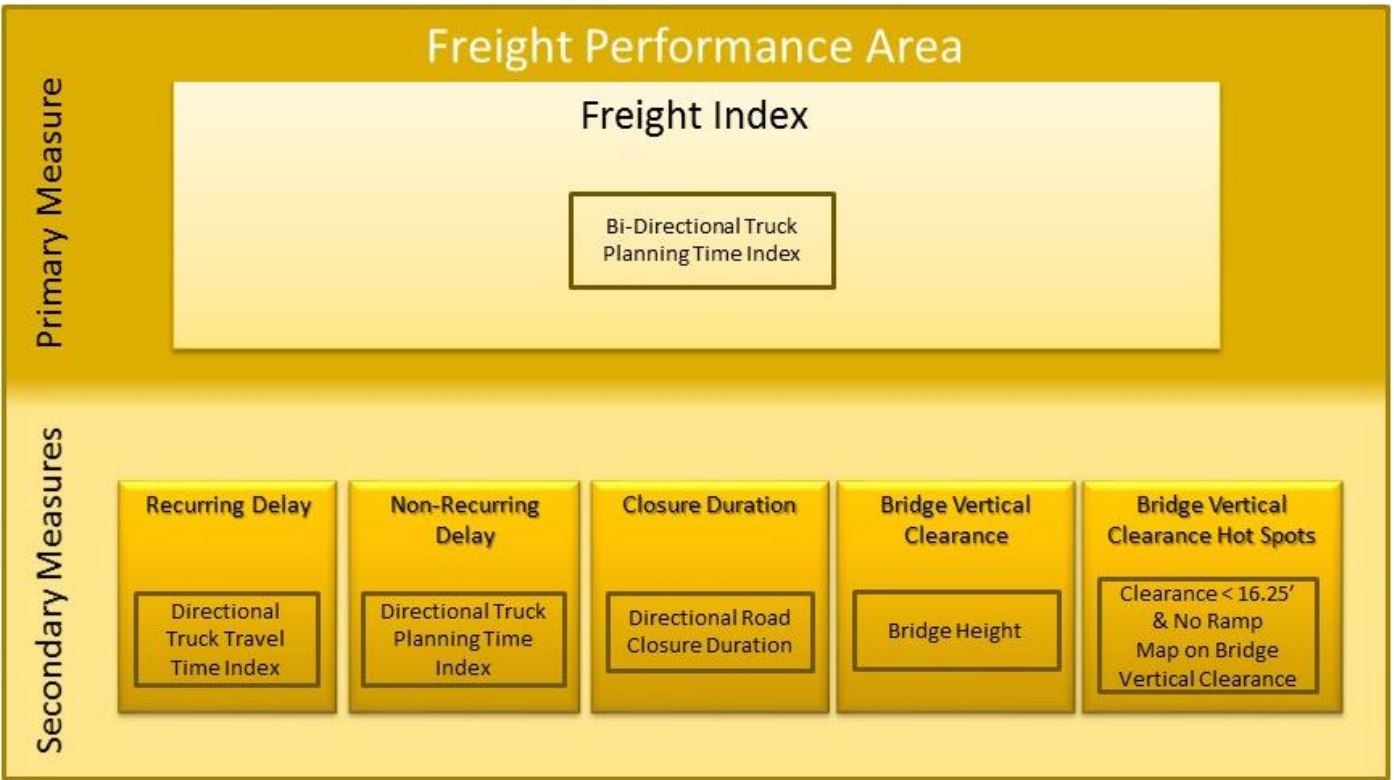 Freight Performance Area
Primary Measure
Freight Index
Bi-Directional Truck
Planning Time Index
Secondary Measures
Recurring Delay
Directional
Truck Travel
Time Index
Non-Recurring
Delay
Directional Truck
Planning Time
Index
Closure Duration
Directional Road
Closure Duration
Bridge Vertical
Clearance
Bridge Height
Bridge Vertical
Clearance Hot Spots
Clearance < 16.25’
& No Ramp
Map on Bridge
Vertical Clearance